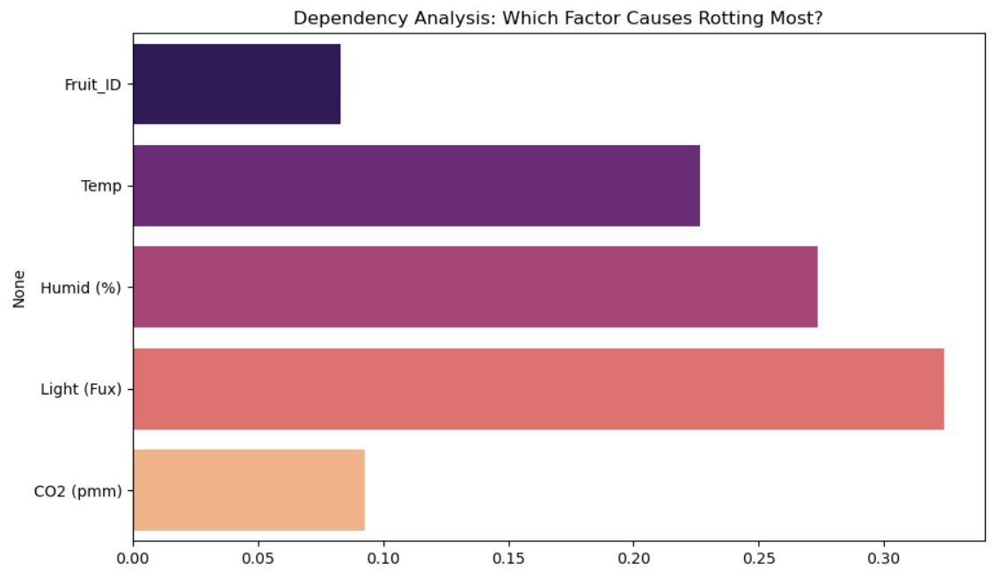 Dependency Analysis: Which Factor Causes Rotting Most?
Fruit_ID
Temp
Humid (%)
Light (Fux)
CO2 (pmm)
None
0.00 0.05 0.10 0.15 0.20 0.25 0.30